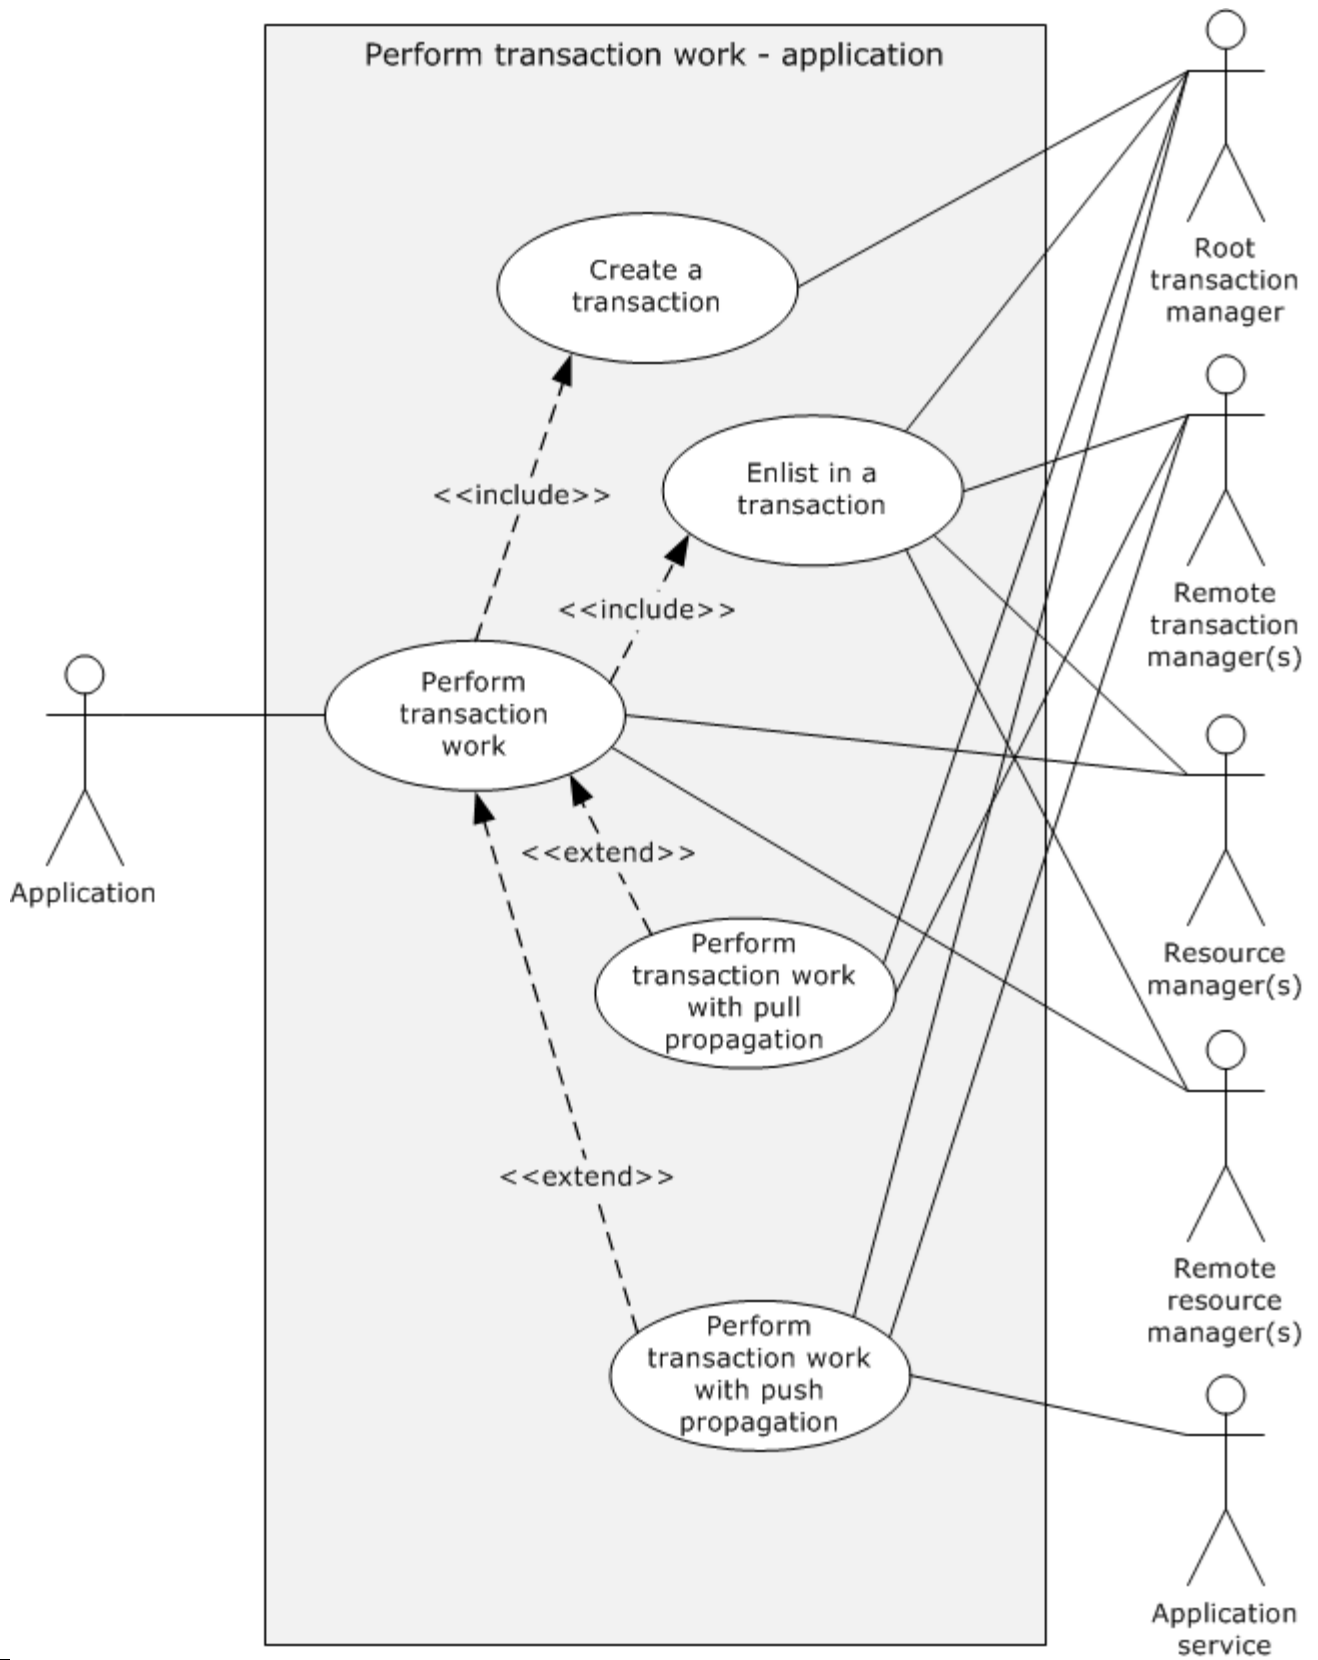 Perform transaction work - application
Root
transaction
manager
Create a
transaction
Enlist in a
transaction
<<include>>
<<include>>
Remote
transaction
manager(s)
Perform
transaction
work
Application
<<extend>>
Perform
transaction work
with pull
propagation
Resource
manager(s)
<<extend>>
Remote
resource
manager(s)
Perform
transaction work
with push
propagation
Application
service